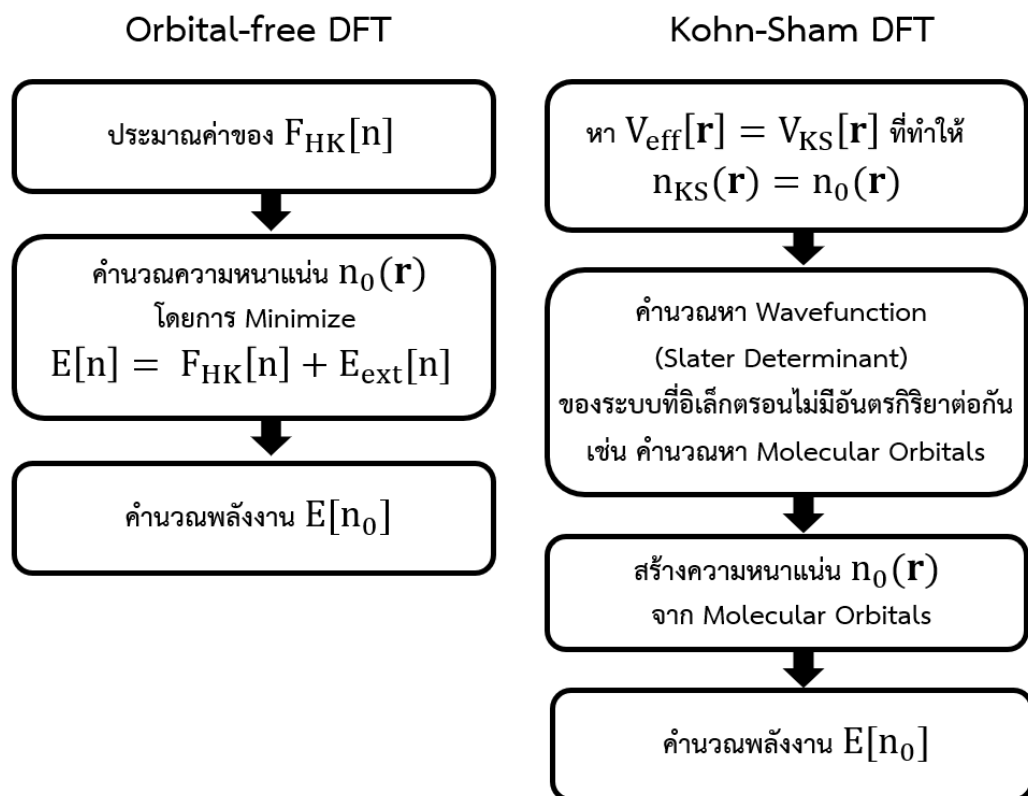 Orbital-free DFT
ประมาณค่าของ F_HK[n]
คำนวณความหนาแน่น n₀(r)
โดยการ Minimize
E[n] = F_HK[n] + E_ext[n]
คำนวณพลังงาน E[n₀]
Kohn-Sham DFT
หา V_eff[r] = V_KS[r] ที่ทำให้
n_KS(r) = n₀(r)
คำนวณหา Wavefunction
(Slater Determinant)
ของระบบที่อิเล็กตรอนไม่มีอันตรกิริยาต่อกัน
เช่น คำนวณหา Molecular Orbitals
สร้างความหนาแน่น n₀(r)
จาก Molecular Orbitals
คำนวณพลังงาน E[n₀]